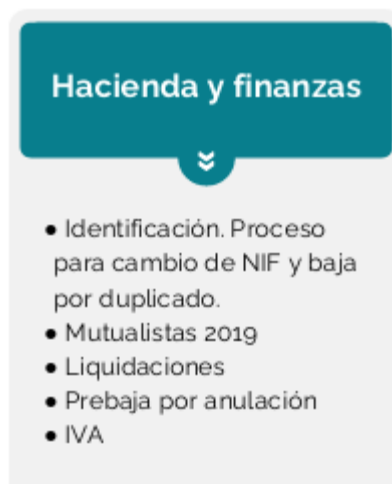 Hacienda y finanzas
● Identificación. Proceso
para cambio de NIF y baja
por duplicado.
● Mutualistas 2019
● Liquidaciones
● Prebaja por anulación
● IVA